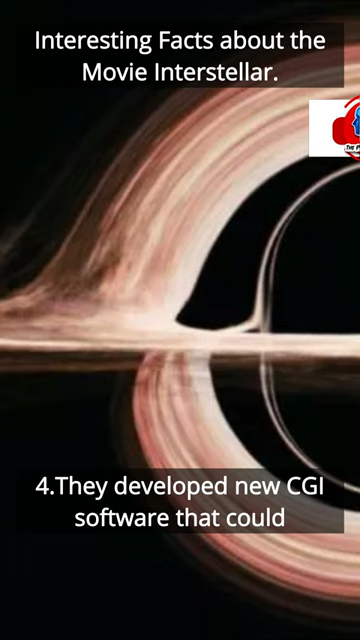 Interesting Facts about the
Movie Interstellar.
4.They developed new CGI
software that could